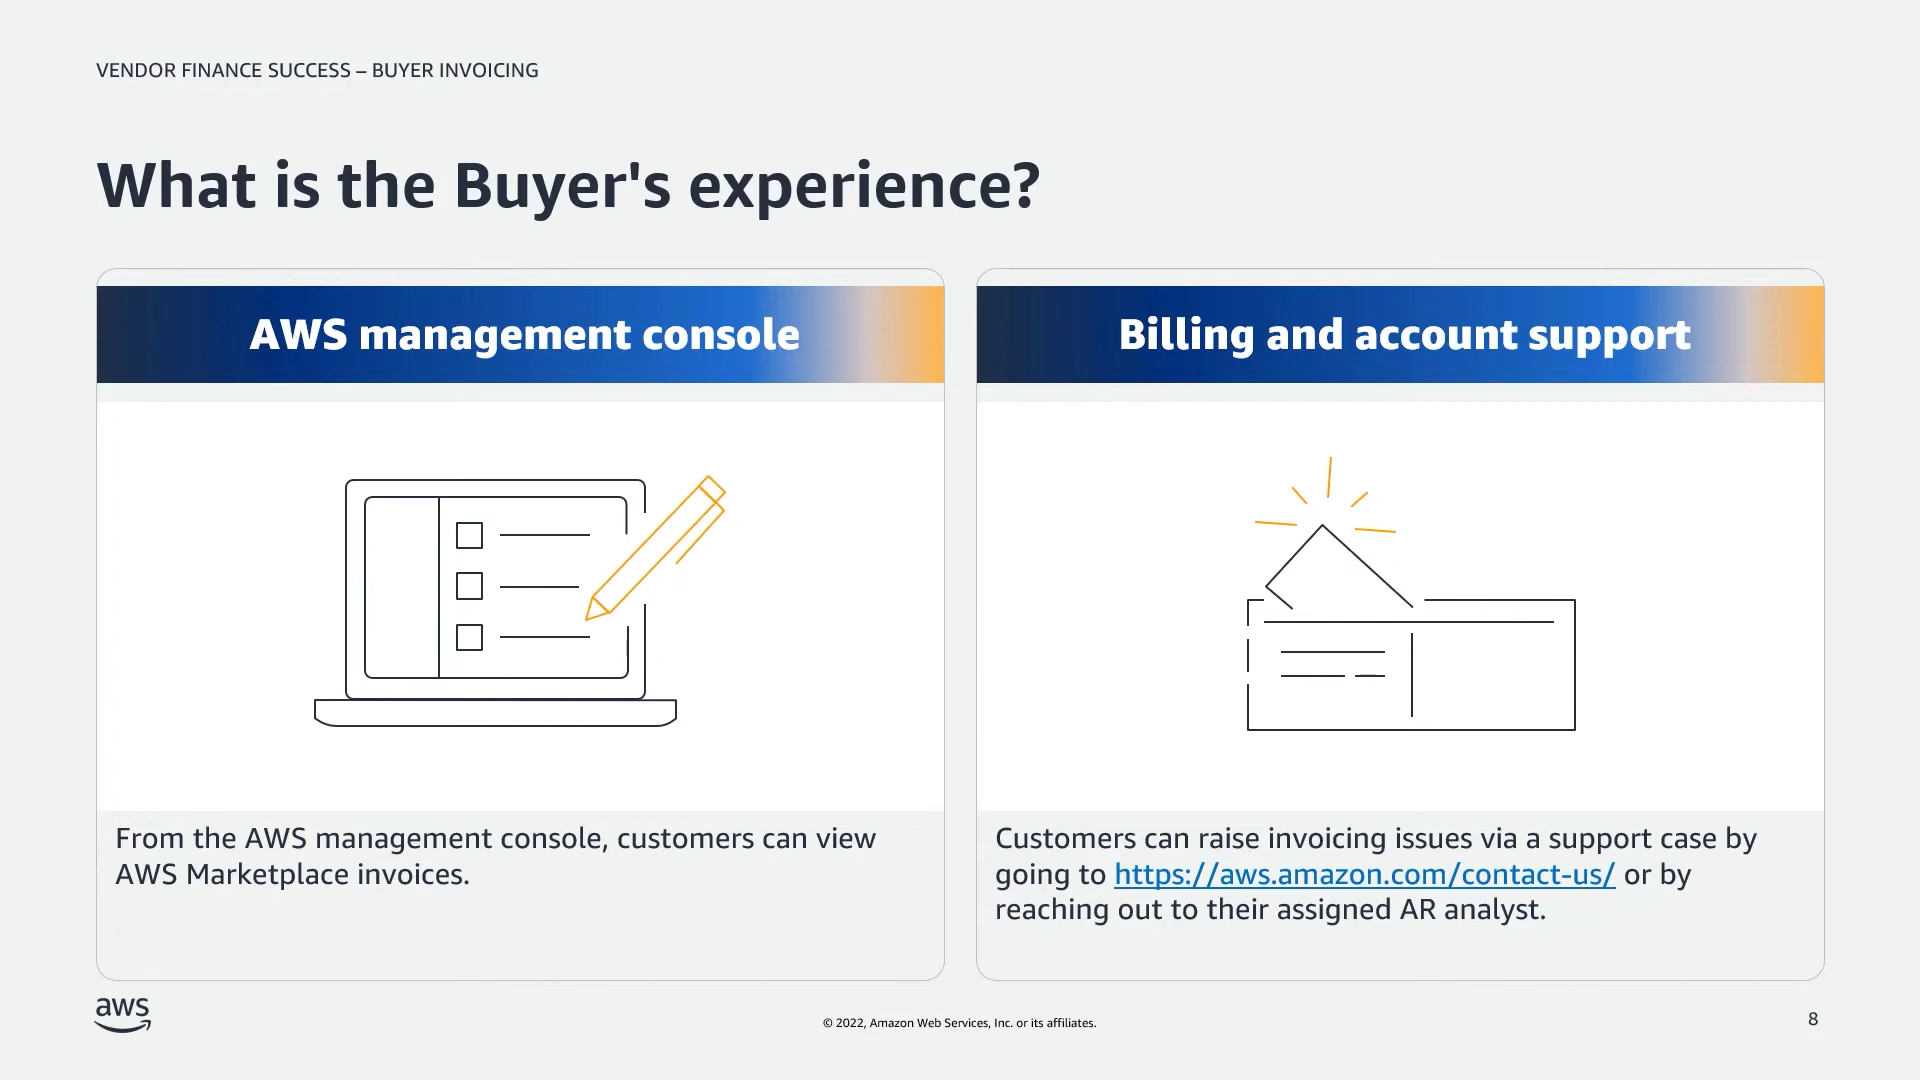 VENDOR FINANCE SUCCESS – BUYER INVOICING
What is the Buyer's experience?
AWS management console
From the AWS management console, customers can view
AWS Marketplace invoices.
Billing and account support
Customers can raise invoicing issues via a support case by
going to https://aws.amazon.com/contact-us/ or by
reaching out to their assigned AR analyst.
aws
© 2022, Amazon Web Services, Inc. or its affiliates.
8